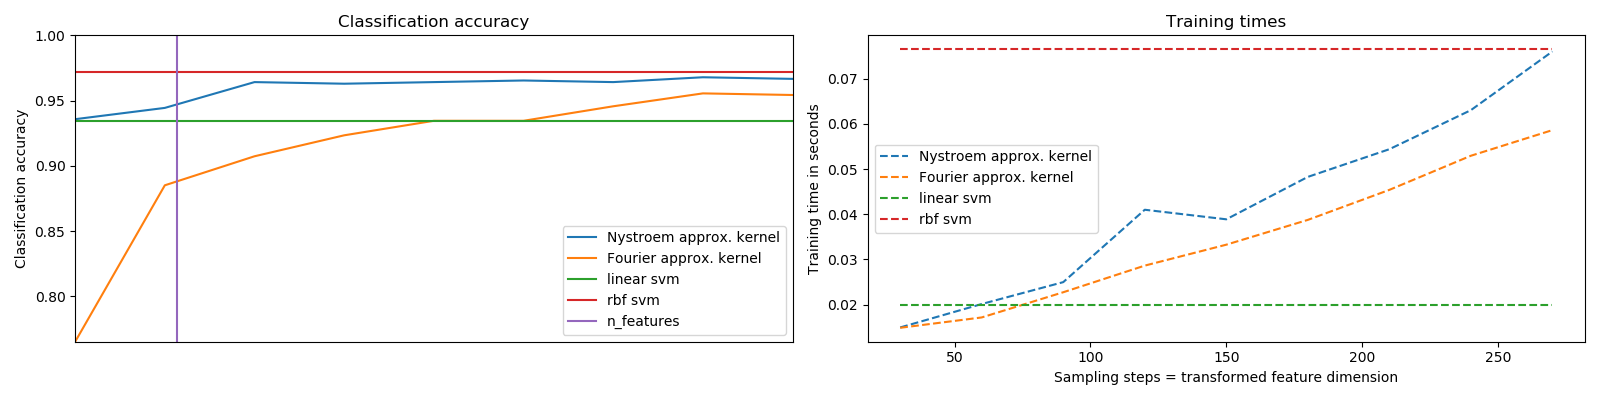 Classification accuracy
Classification accuracy
1.00
0.95
0.90
0.85
0.80
Nystroem approx. kernel
Fourier approx. kernel
linear svm
rbf svm
n_features
Training times
Training time in seconds
0.07
0.06
0.05
0.04
0.03
0.02
Nystroem approx. kernel
Fourier approx. kernel
linear svm
rbf svm
50 100 150 200 250
Sampling steps = transformed feature dimension